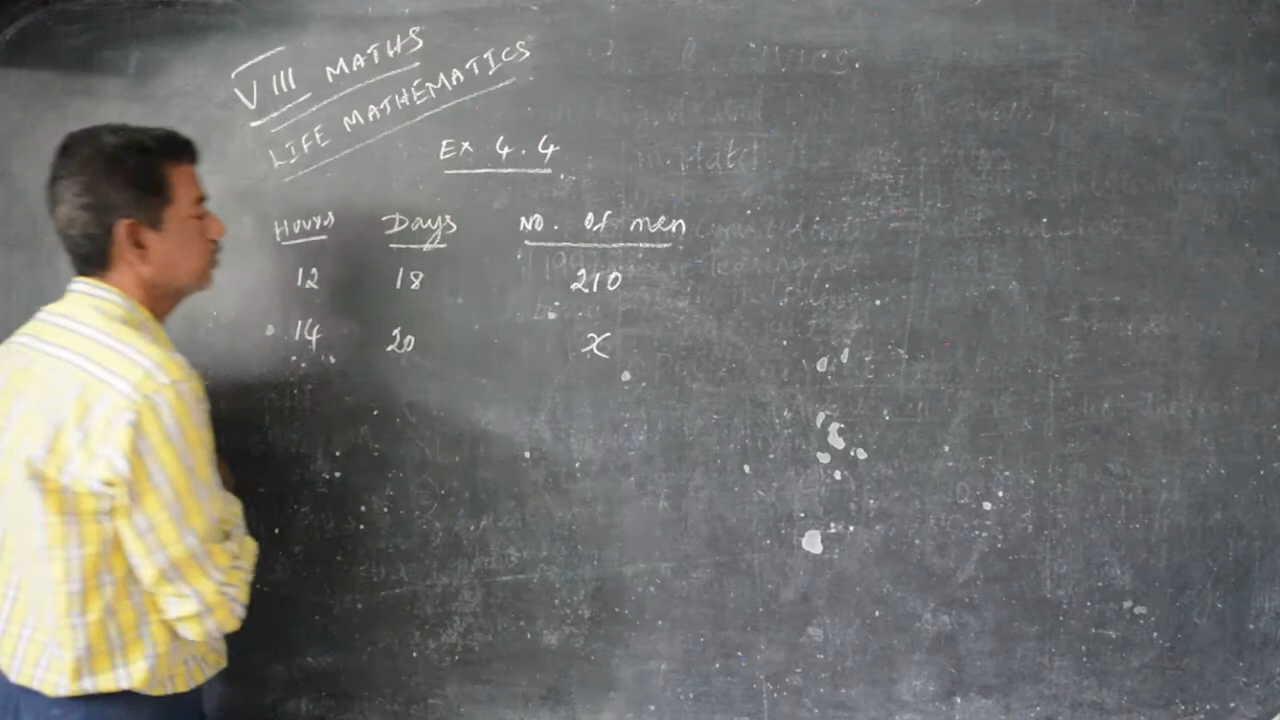 VIII MATHS
LIFE MATHEMATICS
Ex 4.4
Hours Days No. of men
12 18 210
14 20 x